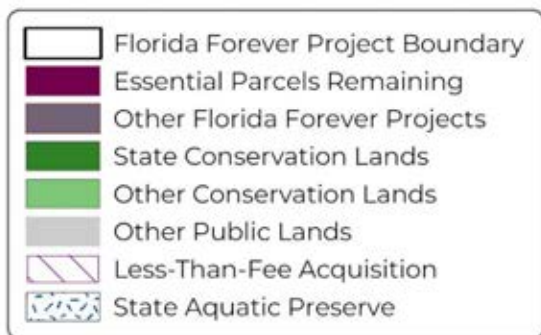 Florida Forever Project Boundary
Essential Parcels Remaining
Other Florida Forever Projects
State Conservation Lands
Other Conservation Lands
Other Public Lands
Less-Than-Fee Acquisition
State Aquatic Preserve